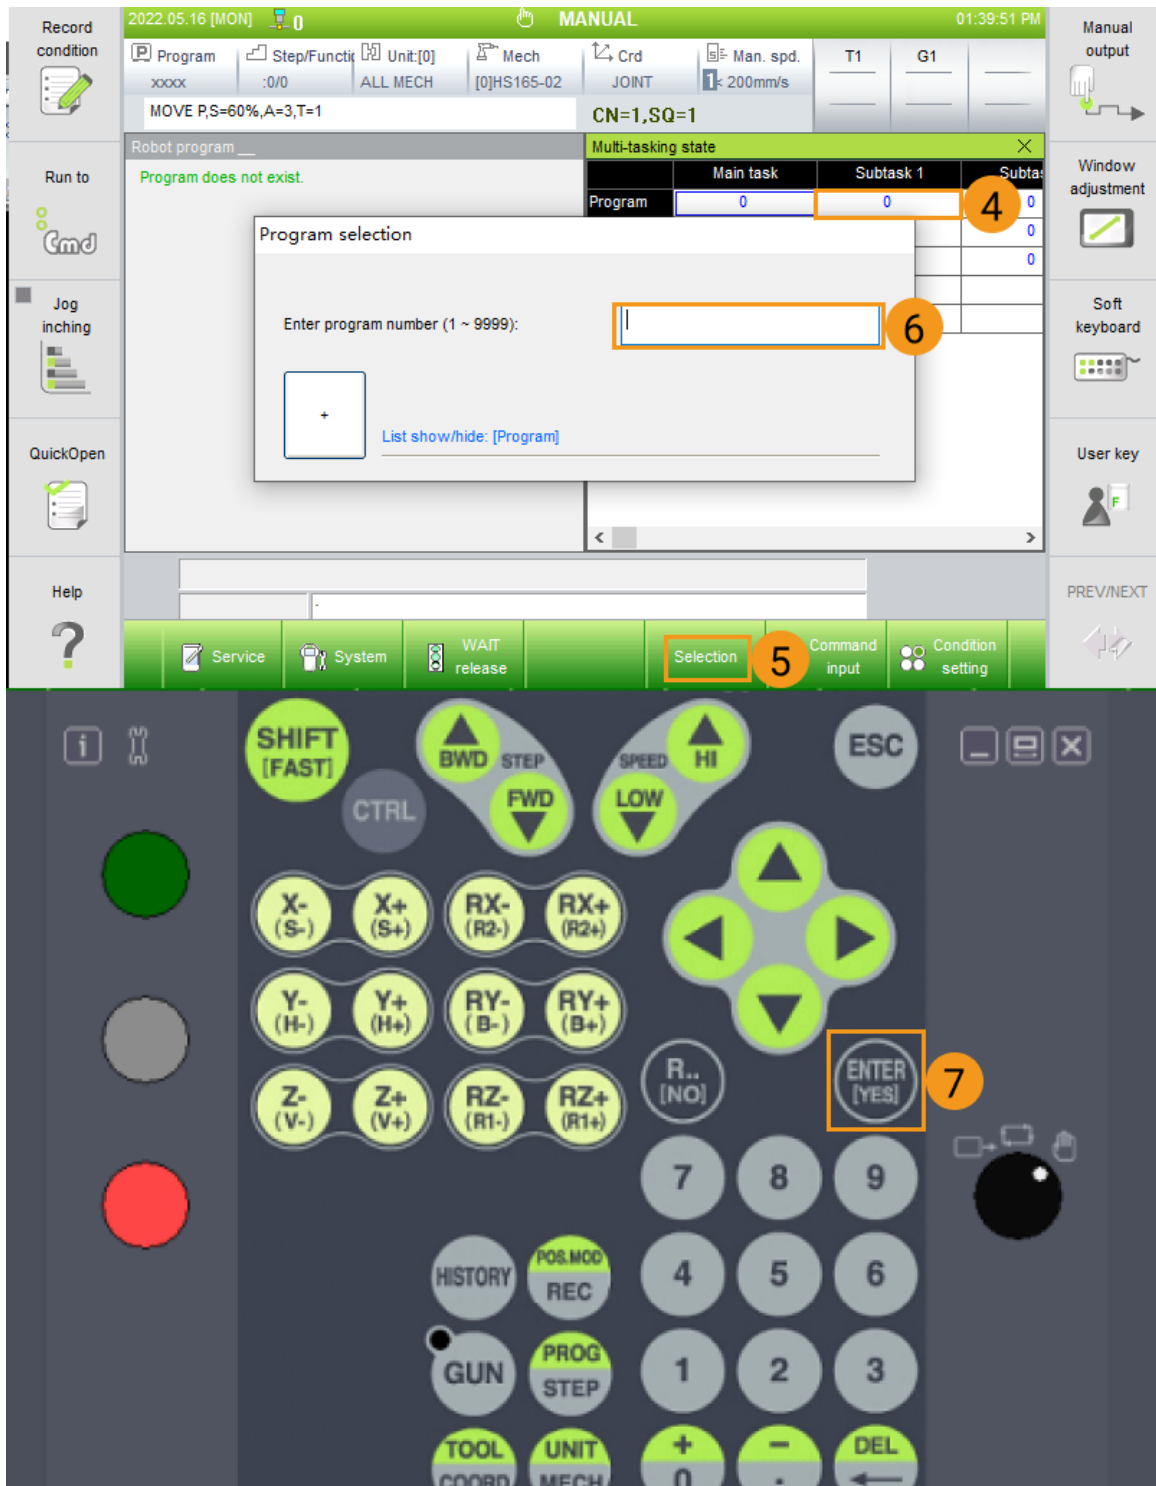 Record
condition
2022.05.16 [MON]
0
MANUAL
01:39:51 PM
Manual
output
Program
xxxx
Step/Functic
:0/0
Unit:[0]
ALL MECH
Mech
[0]HS165-02
Crd
JOINT
Man. spd.
1 < 200mm/s
T1
G1
MOVE P,S=60%,A=3,T=1
CN=1,SQ=1
Robot program __
Program does not exist.
Multi-tasking state
Main task
Subtask 1
Subta
Program
0
0
4
0
0
0
Run to
Cmd
Window
adjustment
Program selection
Enter program number (1 ~ 9999):
6
+
List show/hide: [Program]
Jog
inching
Soft
keyboard
QuickOpen
User key
F
Help
?
PREV/NEXT
Service
System
WAIT
release
Selection
5
Command
input
Condition
setting
i
SHIFT
[FAST]
CTRL
BWD
STEP
FWD
SPEED
HI
LOW
ESC
X-
(S-)
X+
(S+)
RX-
(R2-)
RX+
(R2+)
Y-
(H-)
Y+
(H+)
RY-
(B-)
RY+
(B+)
Z-
(V-)
Z+
(V+)
RZ-
(R1-)
RZ+
(R1+)
R..
[NO]
ENTER
[YES]
7
7
8
9
HISTORY
POS.MOD
REC
4
5
6
GUN
PROG
STEP
1
2
3
TOOL
COORD
UNIT
MECH
+
0
-
.
DEL